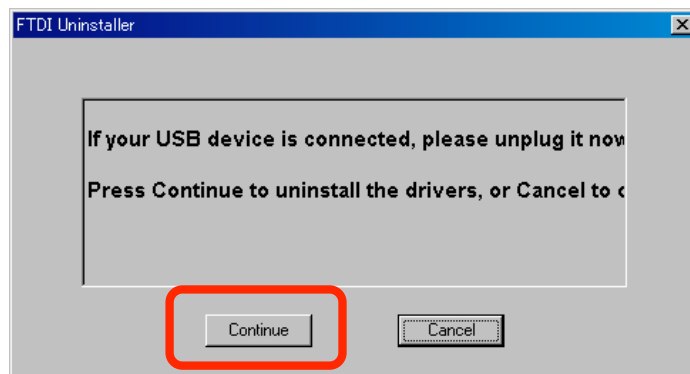 FTDI Uninstaller
If your USB device is connected, please unplug it now
Press Continue to uninstall the drivers, or Cancel to
Continue
Cancel